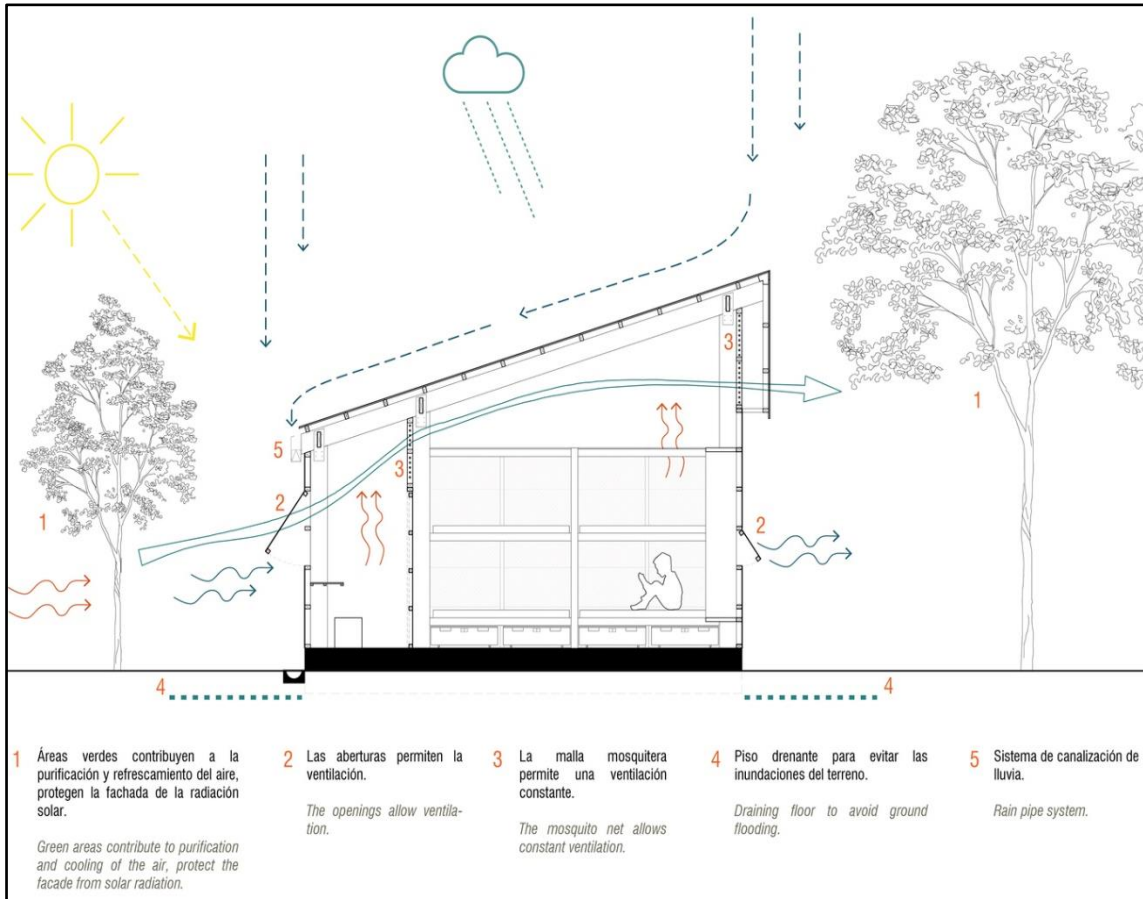 3
3
5
2
2
1
1
4
4
1 Áreas verdes contribuyen a la
purificación y refrescamiento del aire,
protegen la fachada de la radiación
solar.
Green areas contribute to purification
and cooling of the air, protect the
facade from solar radiation.
2 Las aberturas permiten la
ventilación.
The openings allow ventila-
tion.
3 La malla mosquitera
permite una ventilación
constante.
The mosquito net allows
constant ventilation.
4 Piso drenante para evitar las
inundaciones del terreno.
Draining floor to avoid ground
flooding.
5 Sistema de canalización de
lluvia.
Rain pipe system.